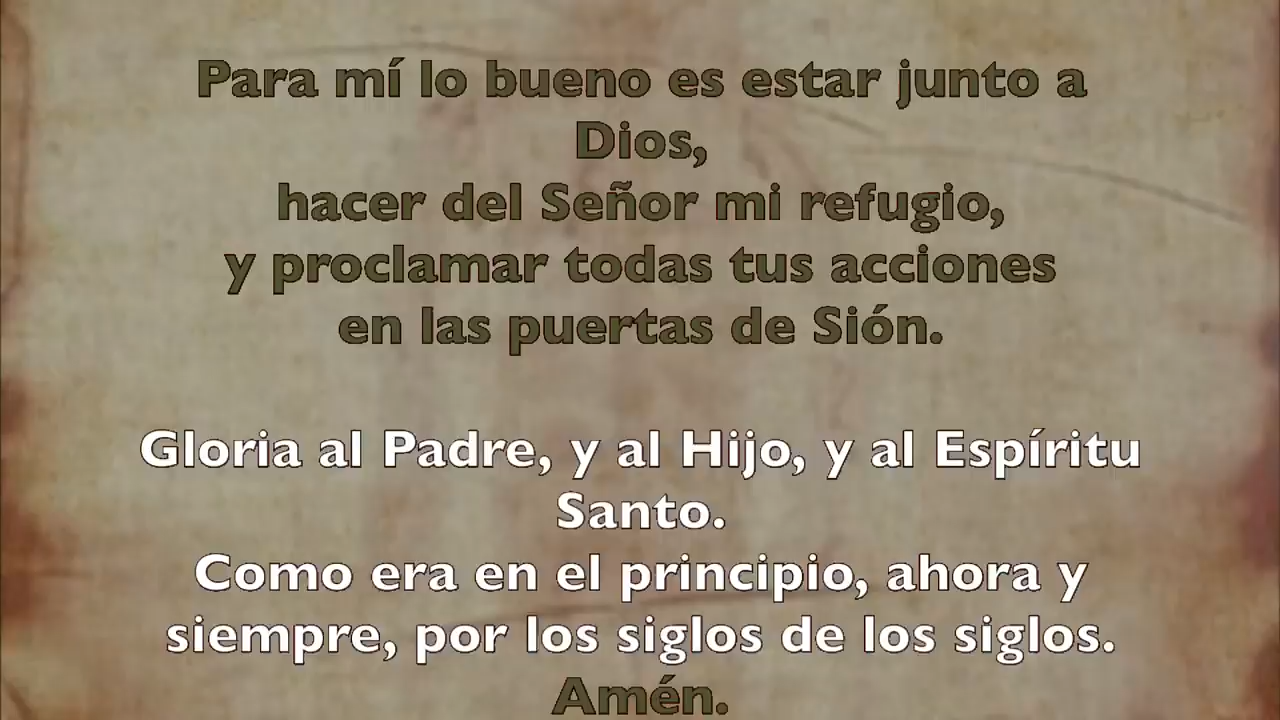 Para mí lo bueno es estar junto a
Dios,
hacer del Señor mi refugio,
y proclamar todas tus acciones
en las puertas de Sión.
Gloria al Padre, y al Hijo, y al Espíritu
Santo.
Como era en el principio, ahora y
siempre, por los siglos de los siglos.
Amén.